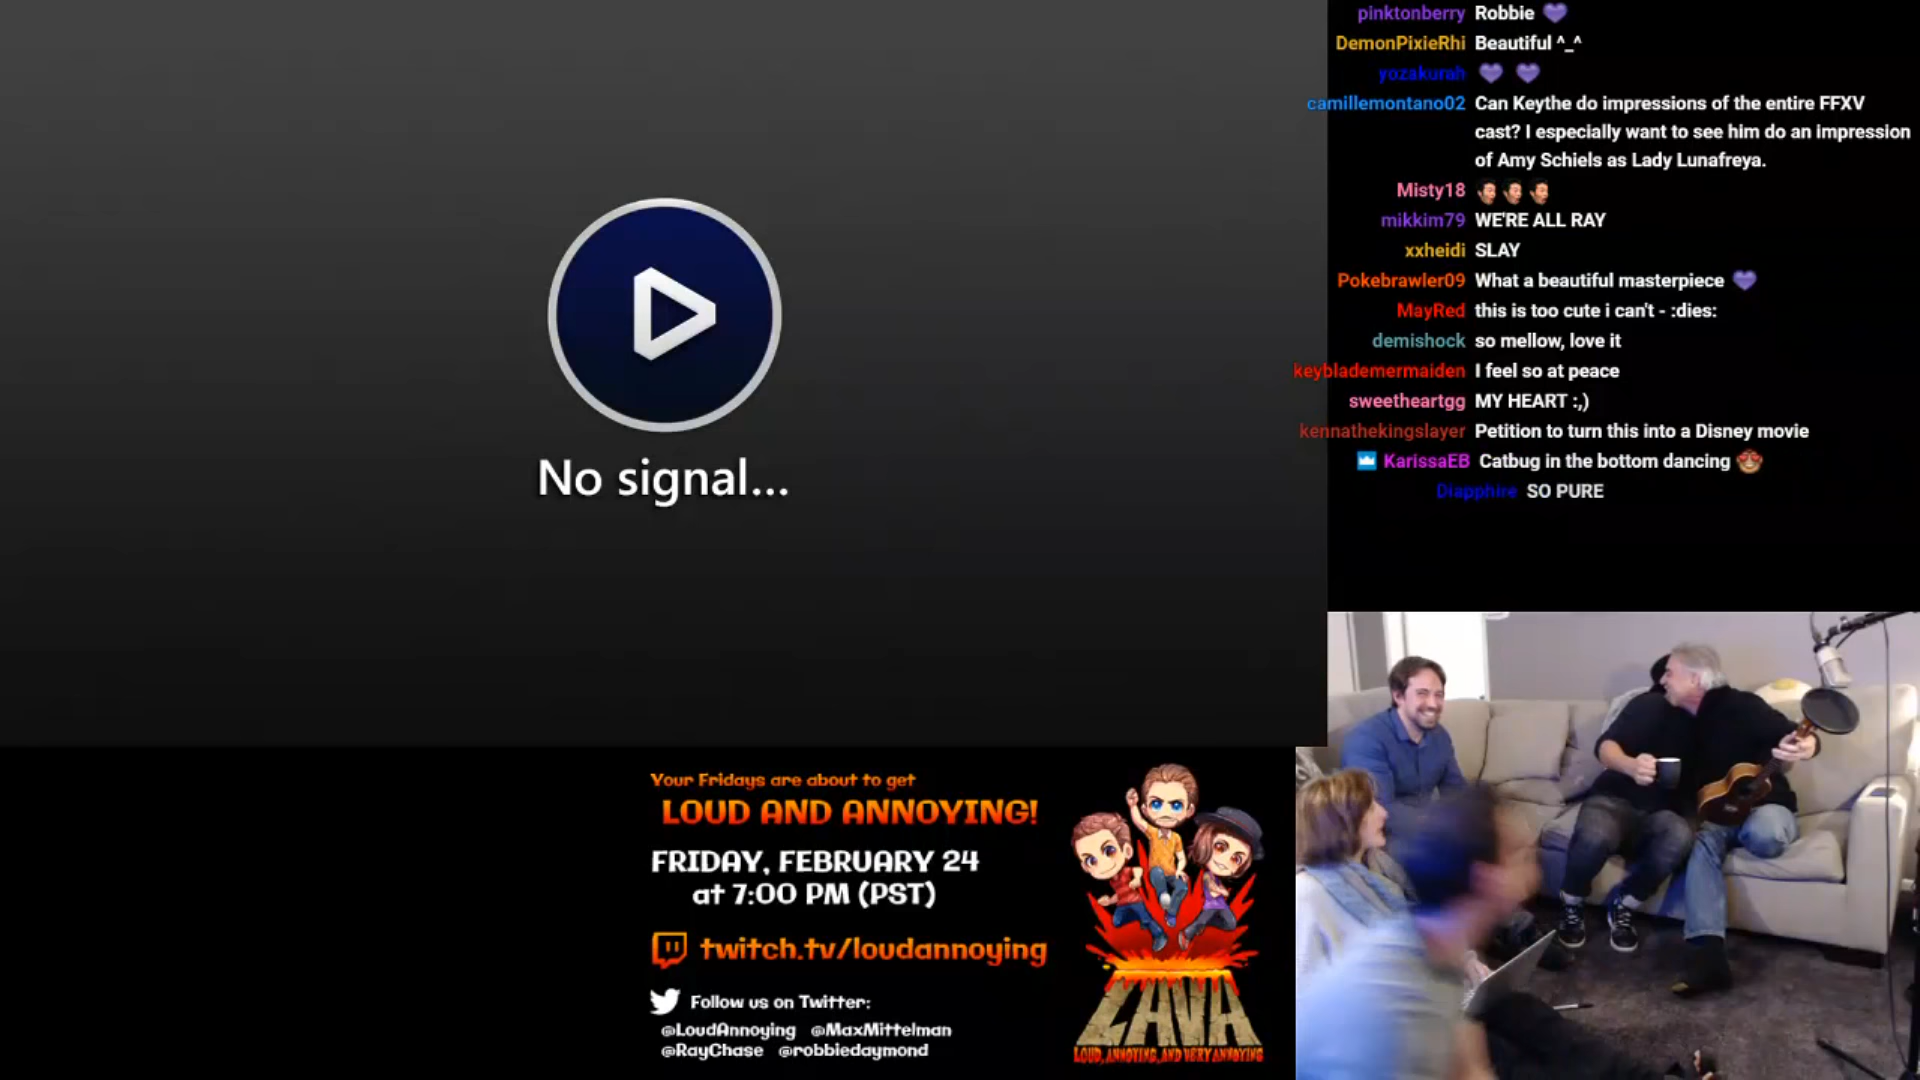 No signal...
pinktonberry Robbie
DemonPixieRhi Beautiful ^_^
yozakurah
camillemontano02 Can Keythe do impressions of the entire FFXV
cast? I especially want to see him do an impression
of Amy Schiels as Lady Lunafreya.
Misty18
mikkim79 WE'RE ALL RAY
xxheidi SLAY
Pokebrawler09 What a beautiful masterpiece
MayRed this is too cute i can't - :dies:
demishock so mellow, love it
keyblademermaiden I feel so at peace
sweetheartgg MY HEART :,)
kennathekingslayer Petition to turn this into a Disney movie
KarissaEB Catbug in the bottom dancing
Diapphire SO PURE
Your Fridays are about to get
LOUD AND ANNOYING!
FRIDAY, FEBRUARY 24
at 7:00 PM (PST)
twitch.tv/loudannoying
Follow us on Twitter:
@LoudAnnoying @MaxMittelman
@RayChase @robbiedaymond
LAVA
LOUD, ANNOYING, AND VERY ANNOYING